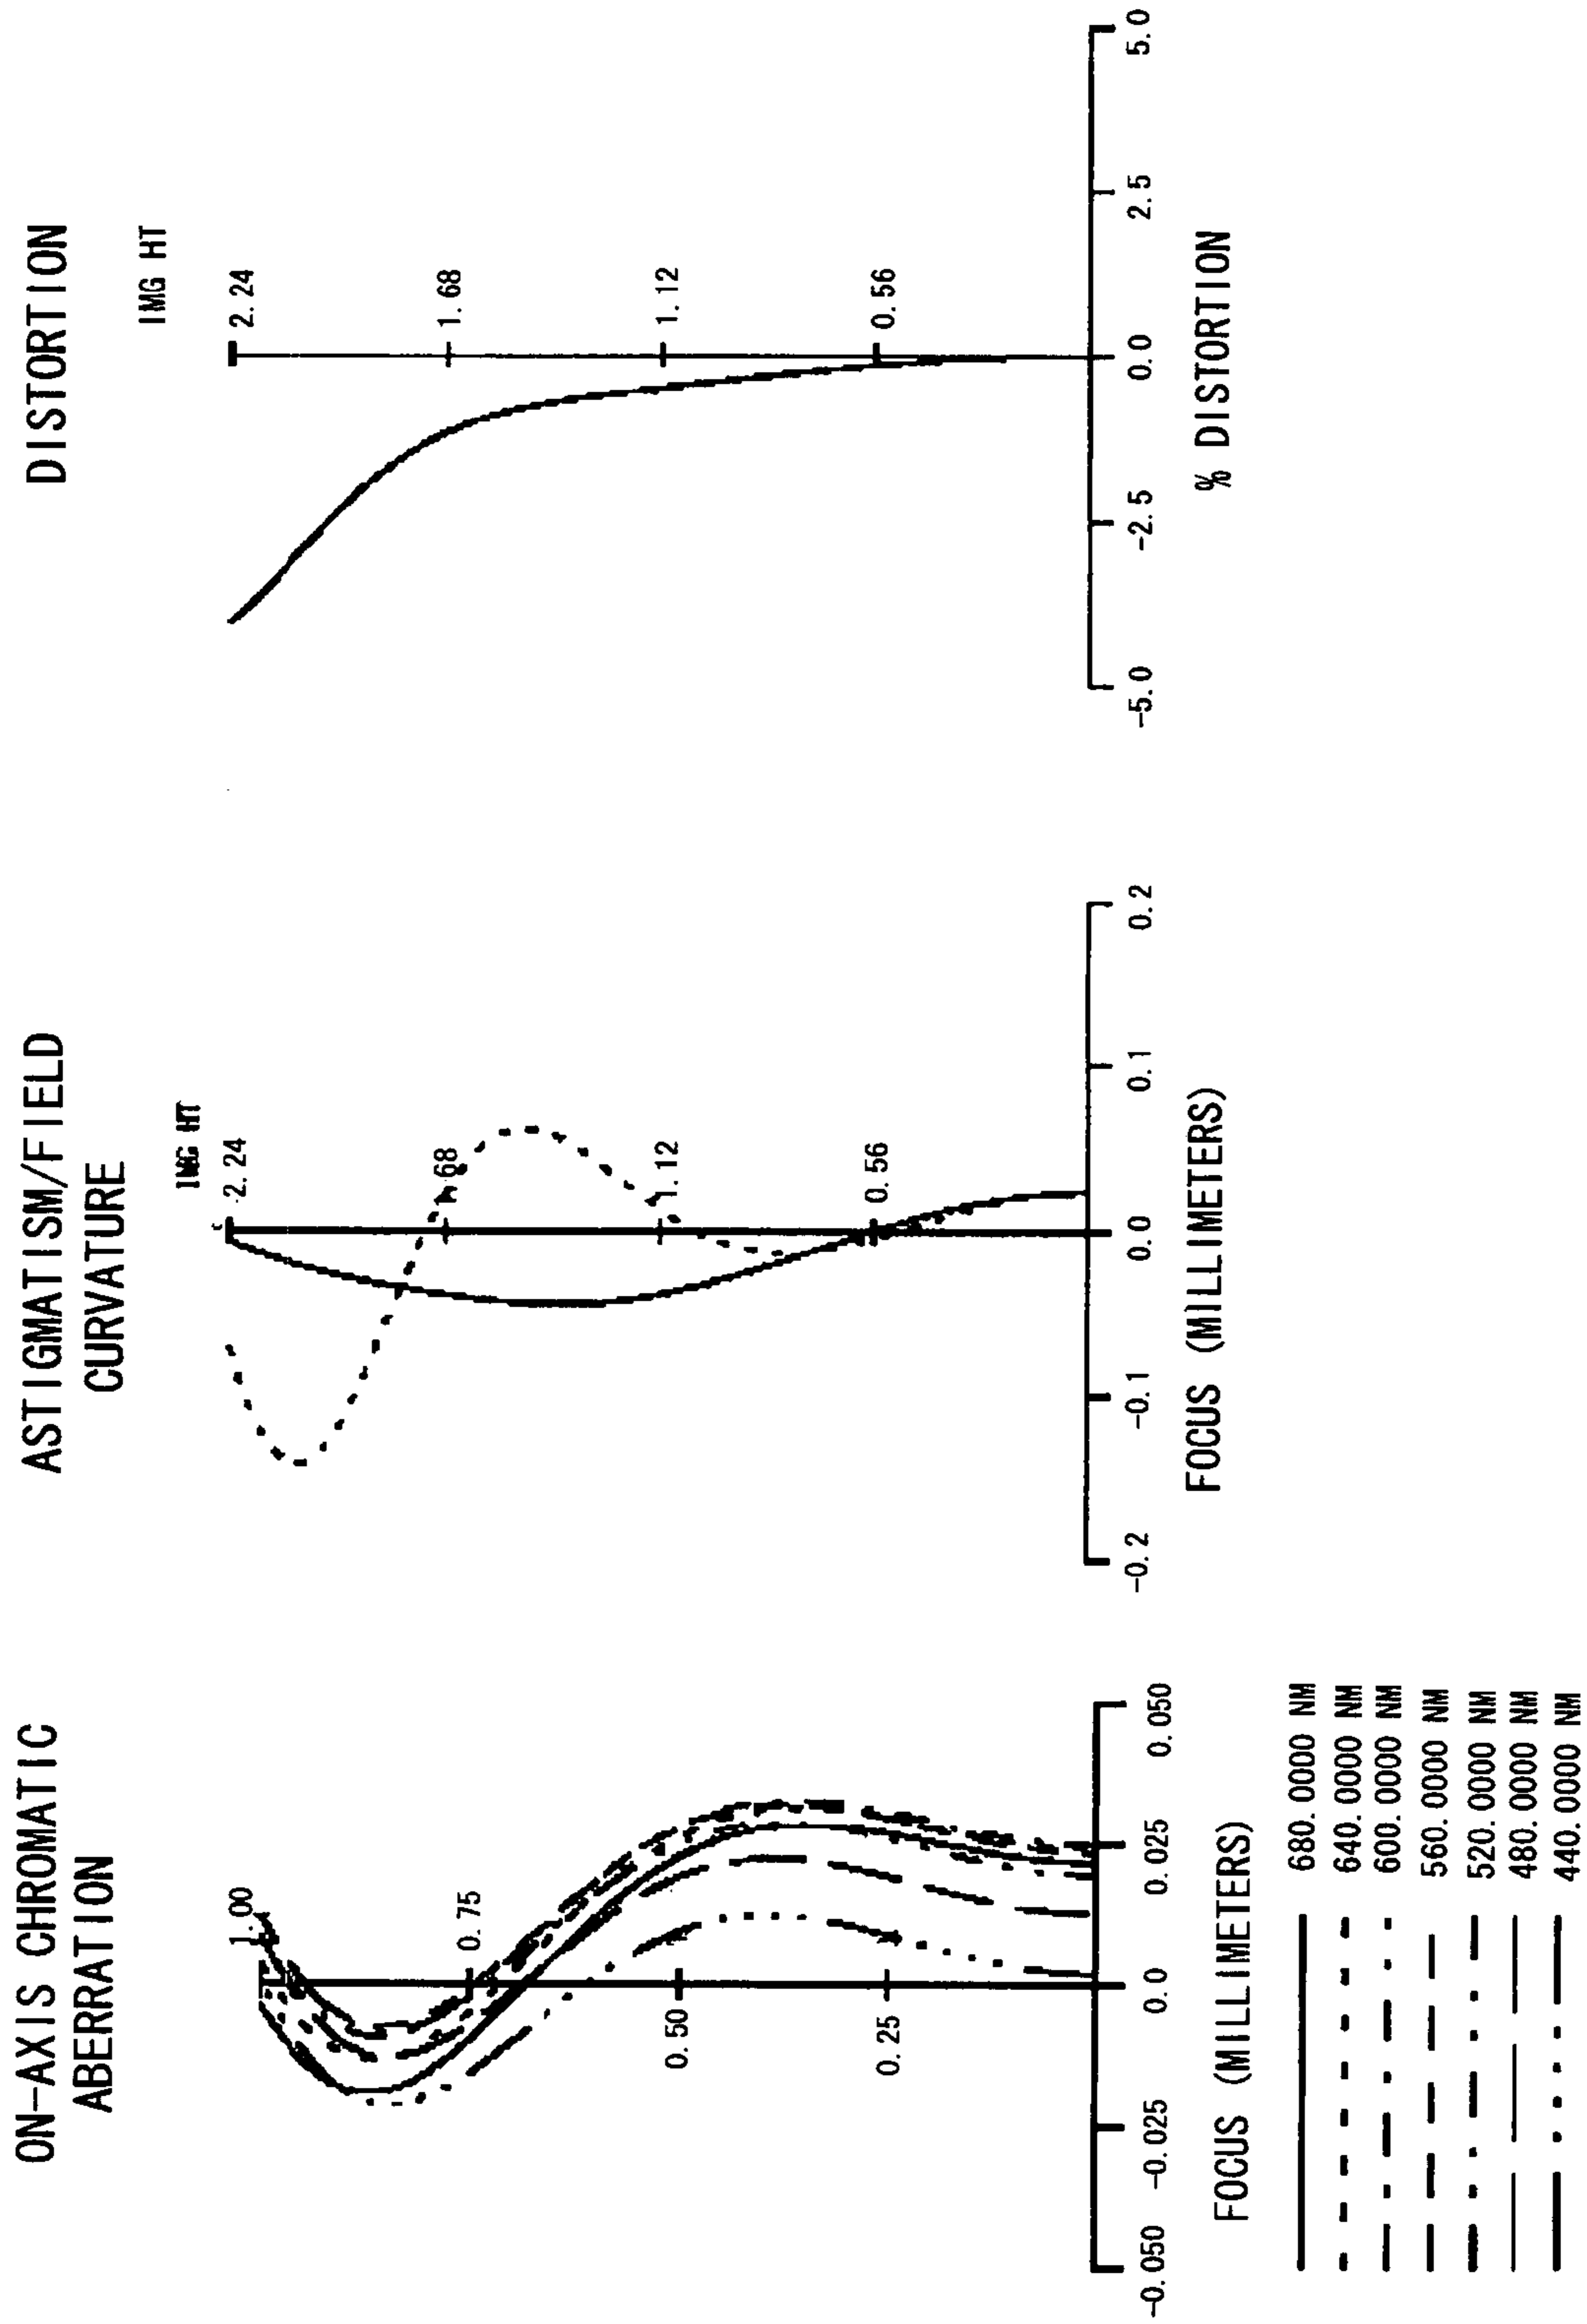 ON-AXIS CHROMATIC
ABERRATION
1.00
0.75
0.50
0.25
-0.050
-0.025
0.0
0.025
0.050
FOCUS (MILLIMETERS)
680.0000 NM
640.0000 NM
600.0000 NM
560.0000 NM
520.0000 NM
480.0000 NM
440.0000 NM
ASTIGMATISM/FIELD
CURVATURE
IMG HT
2.24
1.68
1.12
0.56
-0.2
-0.1
0.0
0.1
0.2
FOCUS (MILLIMETERS)
DISTORTION
IMG HT
2.24
1.68
1.12
0.56
-5.0
-2.5
0.0
2.5
5.0
% DISTORTION